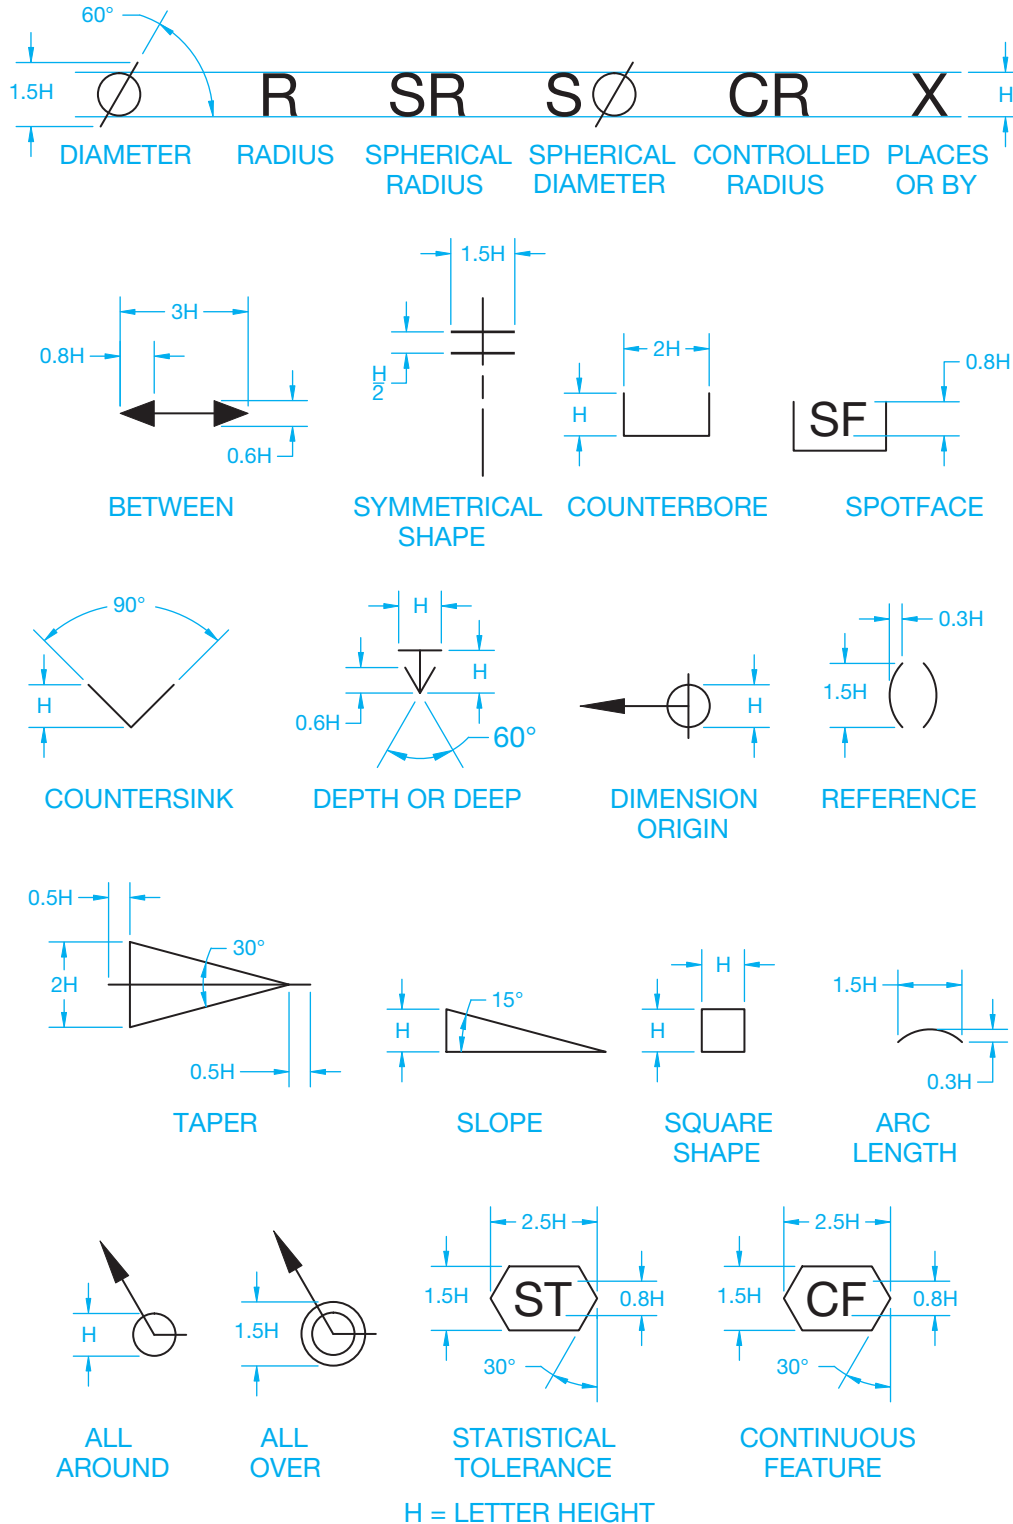 60°
1.5H
R SR S⌀ CR X
H
DIAMETER
RADIUS
SPHERICAL
RADIUS
SPHERICAL
DIAMETER
CONTROLLED
RADIUS
PLACES
OR BY
3H
0.8H
0.6H
BETWEEN
1.5H
H
2
SYMMETRICAL
SHAPE
2H
H
COUNTERBORE
0.8H
SF
SPOTFACE
90°
H
COUNTERSINK
H
H
0.6H
60°
DEPTH OR DEEP
H
DIMENSION
ORIGIN
0.3H
1.5H
REFERENCE
0.5H
30°
2H
0.5H
TAPER
15°
H
SLOPE
H
H
SQUARE
SHAPE
1.5H
0.3H
ARC
LENGTH
H
ALL
AROUND
1.5H
ALL
OVER
2.5H
1.5H
ST
0.8H
30°
STATISTICAL
TOLERANCE
2.5H
1.5H
CF
0.8H
30°
CONTINUOUS
FEATURE
H = LETTER HEIGHT